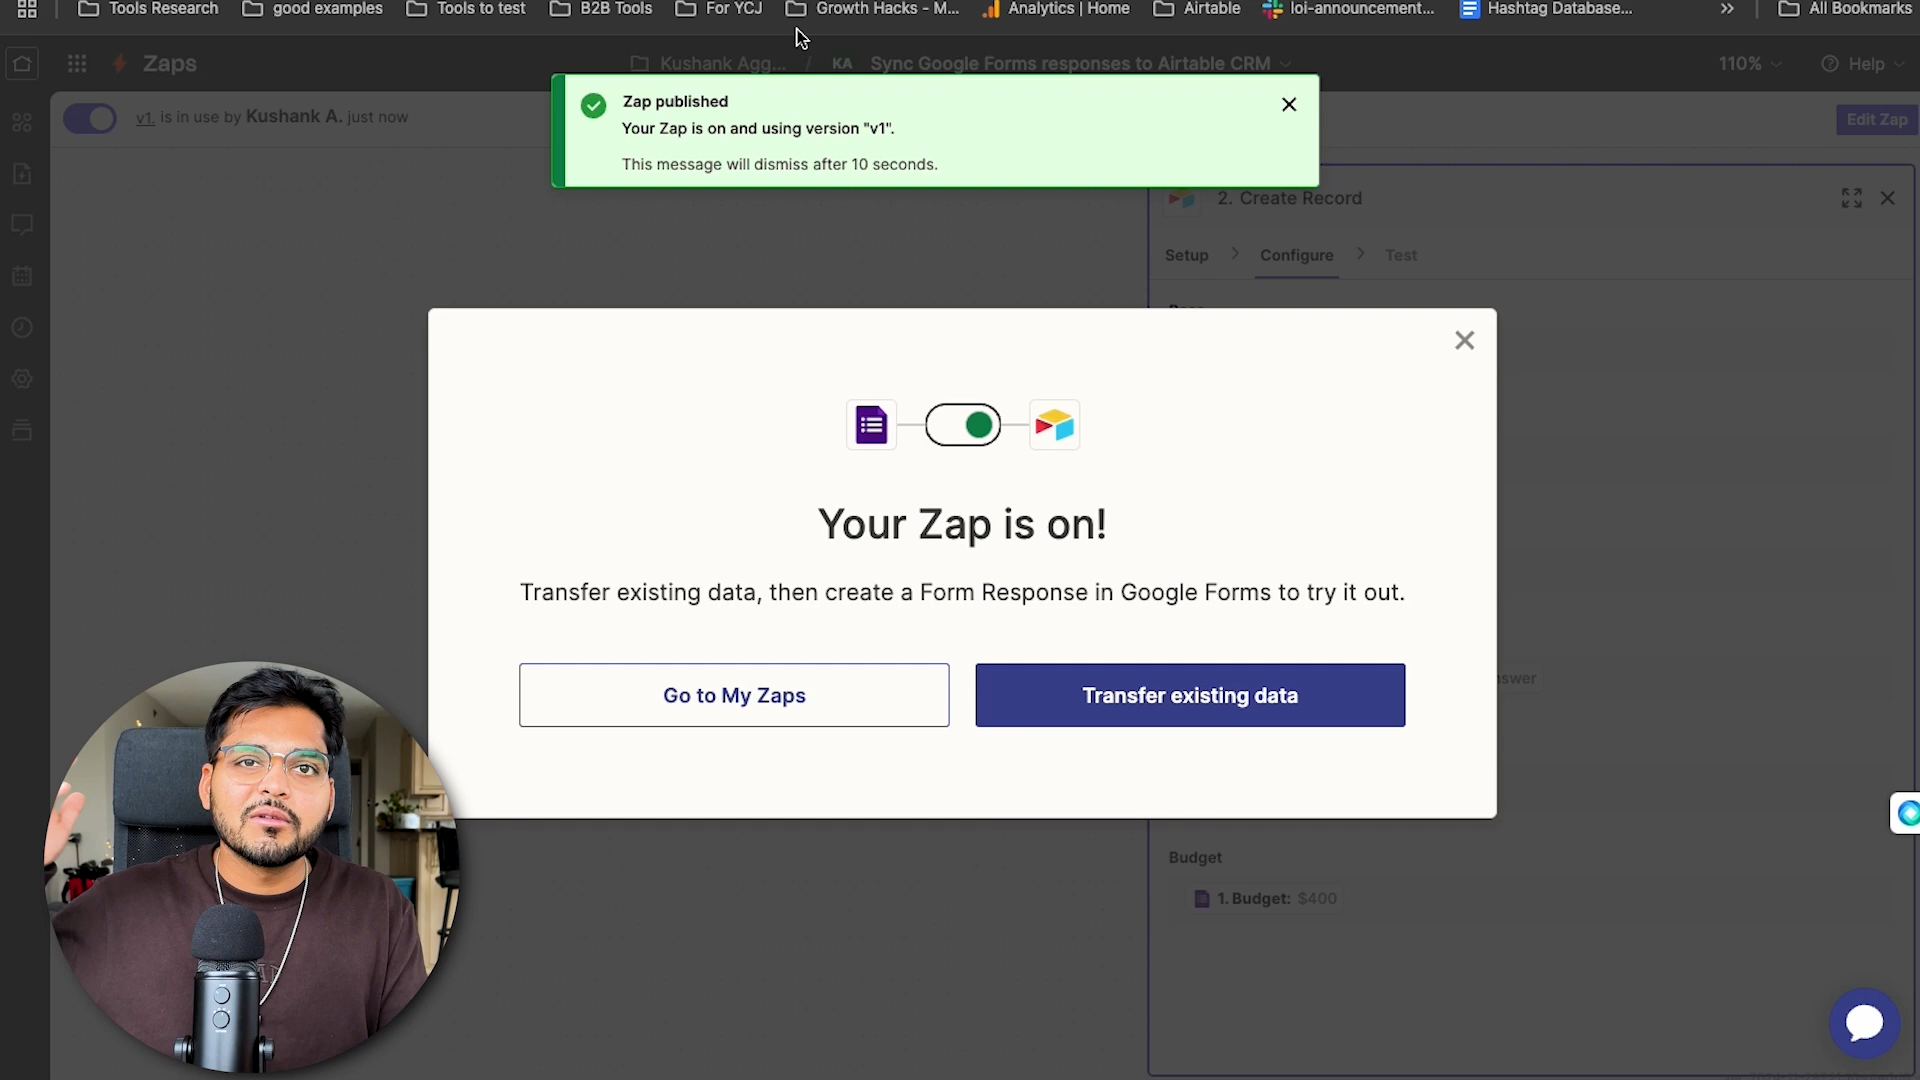 Tools Research
good examples
Tools to test
B2B Tools
For YCJ
Growth Hacks - M...
Analytics | Home
Airtable
loi-announcement...
Hashtag Database...
All Bookmarks
Zaps
Kushank Agg... / KA Sync Google Forms responses to Airtable CRM
110%
Help
v1. is in use by Kushank A. just now
Edit Zap
Zap published
Your Zap is on and using version "v1".
This message will dismiss after 10 seconds.
2. Create Record
Setup
Configure
Test
Your Zap is on!
Transfer existing data, then create a Form Response in Google Forms to try it out.
Go to My Zaps
Transfer existing data
Budget
1. Budget: $400